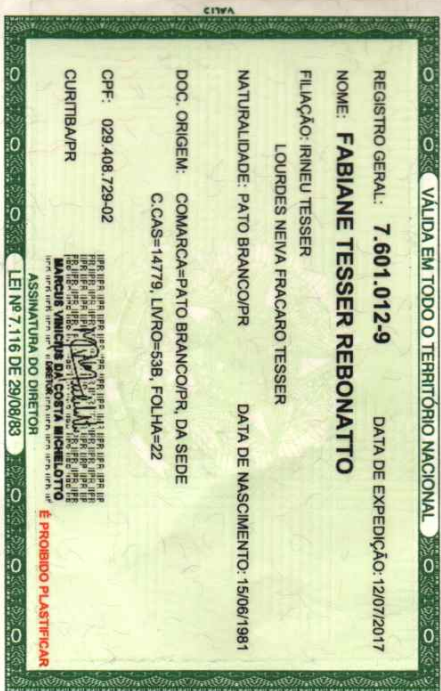 VÁLIDA EM TODO O TERRITÓRIO NACIONAL
REGISTRO GERAL: 7.601.012-9 DATA DE EXPEDIÇÃO: 12/07/2017
NOME: FABIANE TESSER REBONATTO
FILIAÇÃO: IRINEU TESSER
LOURDES NEIVA FRACARO TESSER
NATURALIDADE: PATO BRANCO/PR DATA DE NASCIMENTO: 15/06/1981
DOC. ORIGEM: COMARCA=PATO BRANCO/PR, DA SEDE
C.CAS=14779, LIVRO=53B, FOLHA=22
CPF: 029.408.729-02
CURITIBA/PR
MARCUS VINICIUS DA COSTA MICHELOTTO
DIRETOR
ASSINATURA DO DIRETOR
É PROIBIDO PLASTIFICAR
LEI Nº 7.116 DE 29/08/83